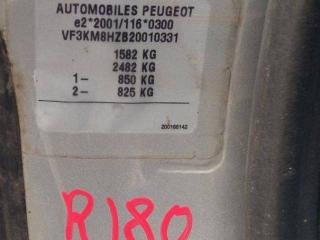 AUTOMOBILES PEUGEOT
e2*2001/116*0300
VF3KM8HZB20010331
1582 KG
2482 KG
1- 850 KG
2- 825 KG
200166142
R180